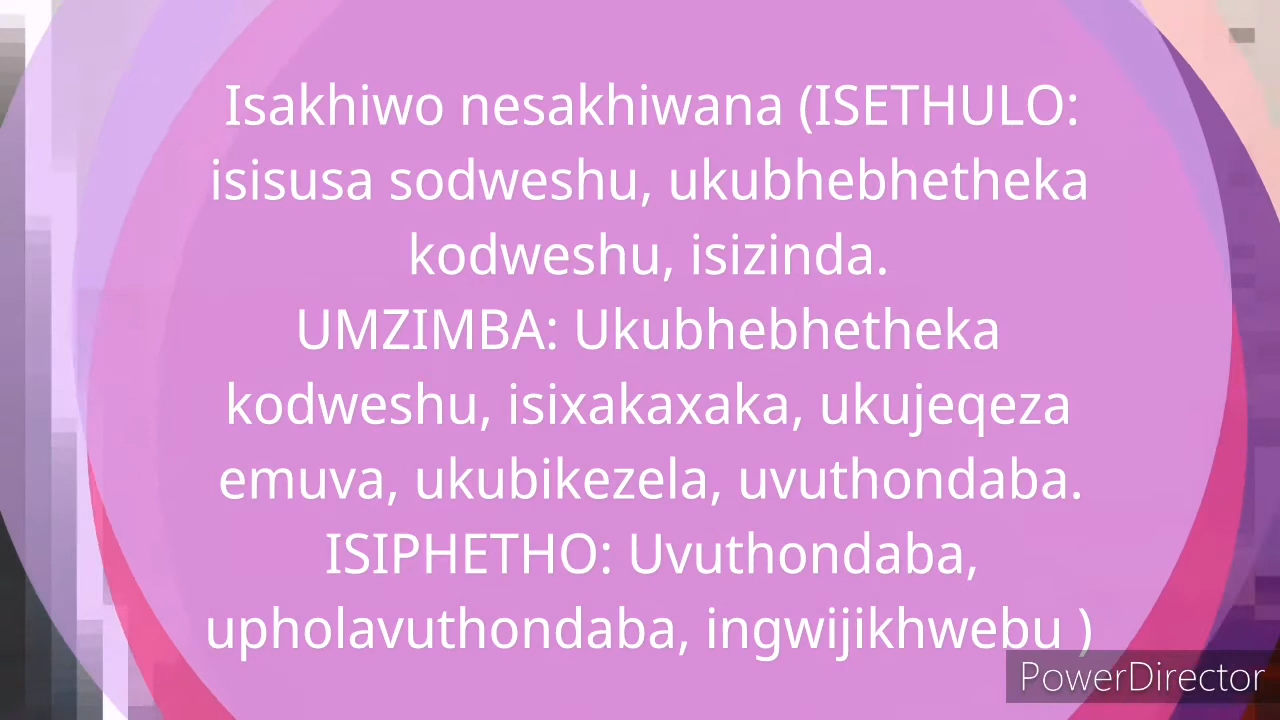 Isakhiwo nesakhiwana (ISETHULO:
isisusa sodweshu, ukubhebhetheka
kodweshu, isizinda.
UMZIMBA: Ukubhebhetheka
kodweshu, isixakaxaka, ukujeqeza
emuva, ukubikezela, uvuthondaba.
ISIPHETHO: Uvuthondaba,
upholavuthondaba, ingwijikhwebu )
PowerDirector